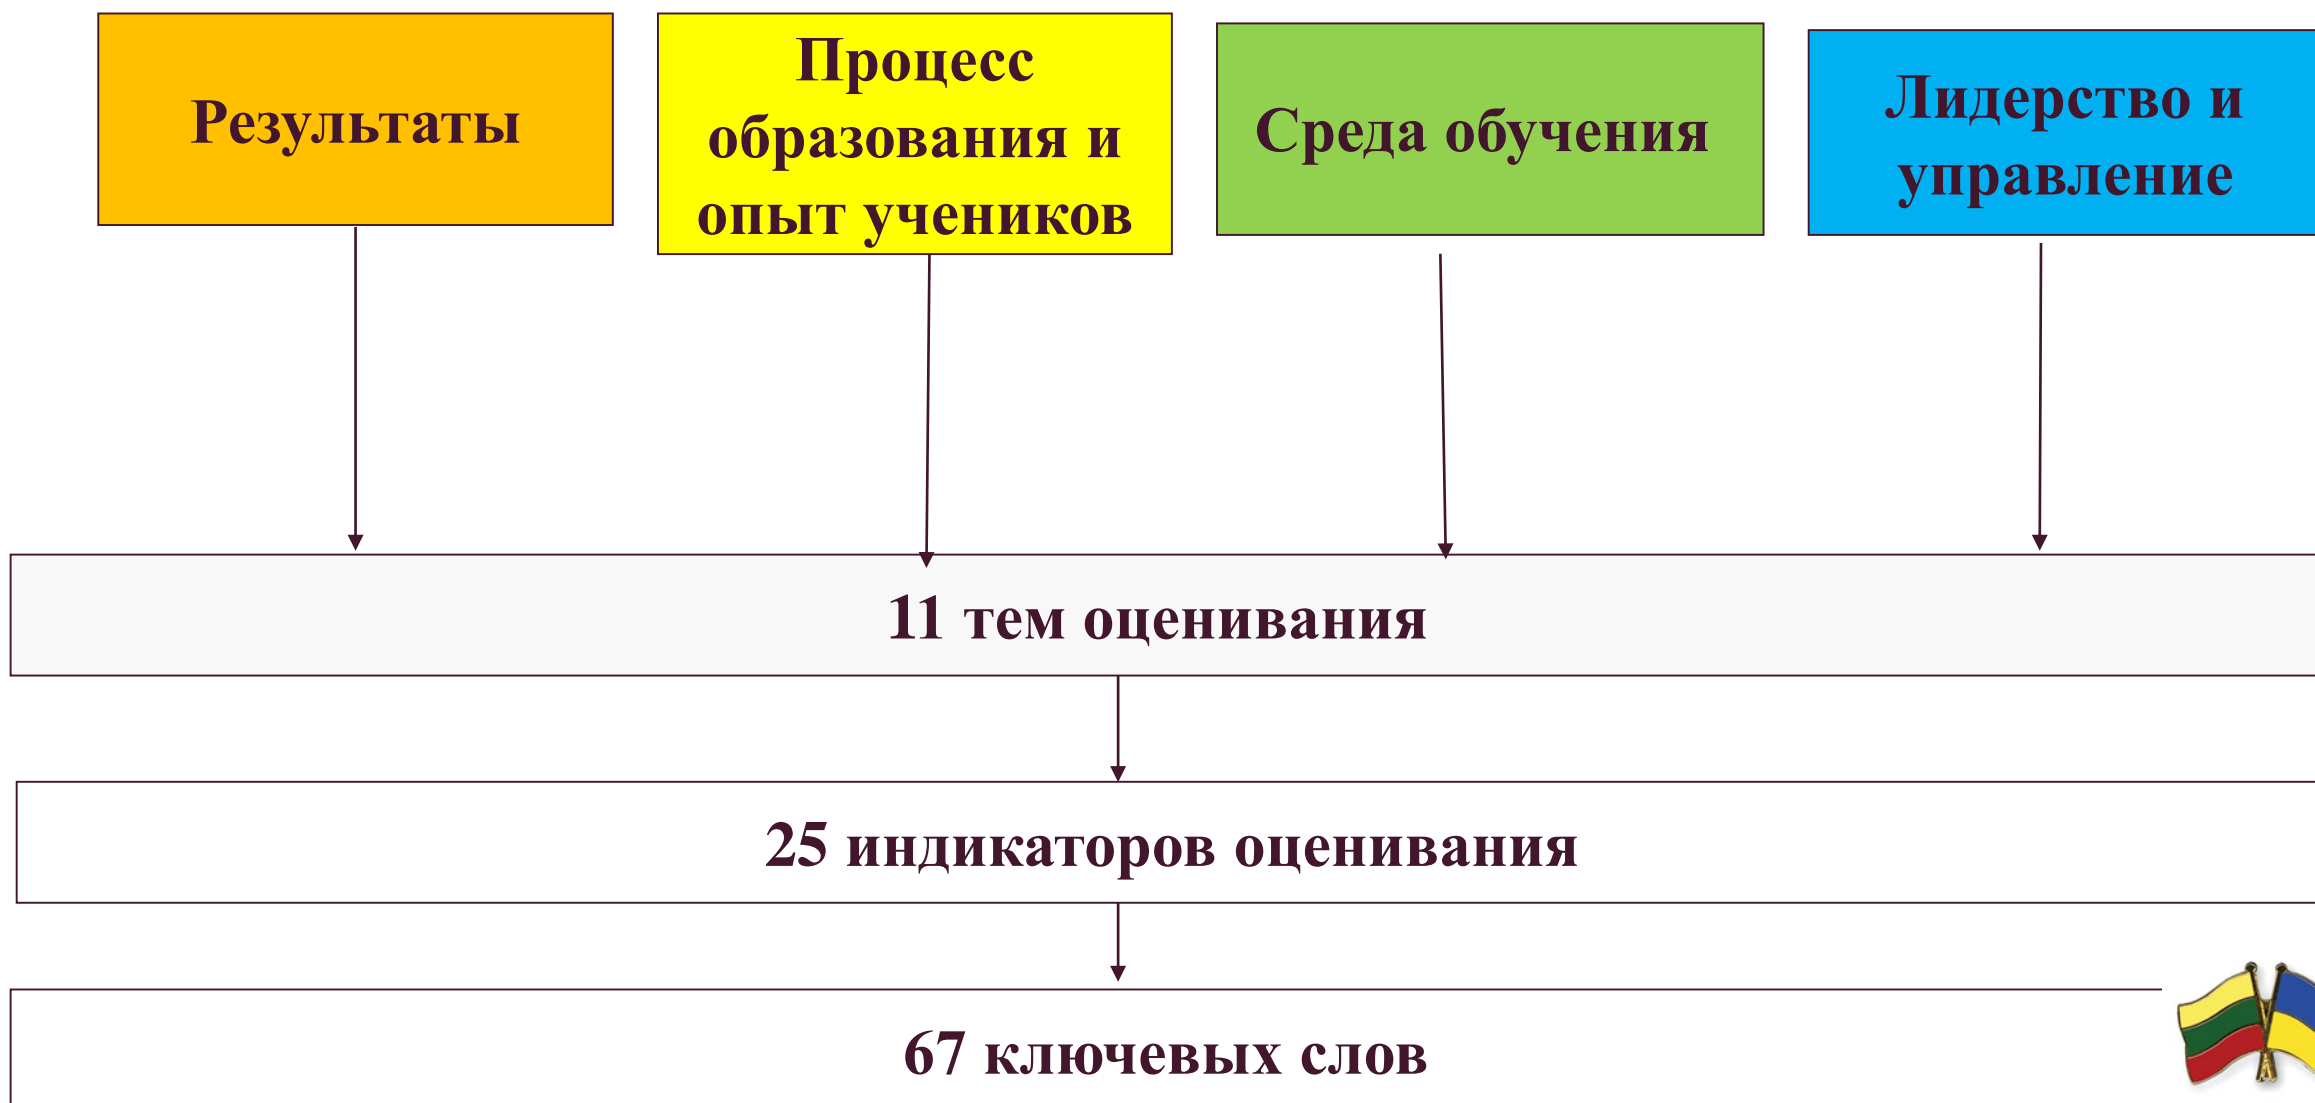 Результаты
Процесс
образования и
опыт учеников
Среда обучения
Лидерство и
управление
11 тем оценивания
25 индикаторов оценивания
67 ключевых слов